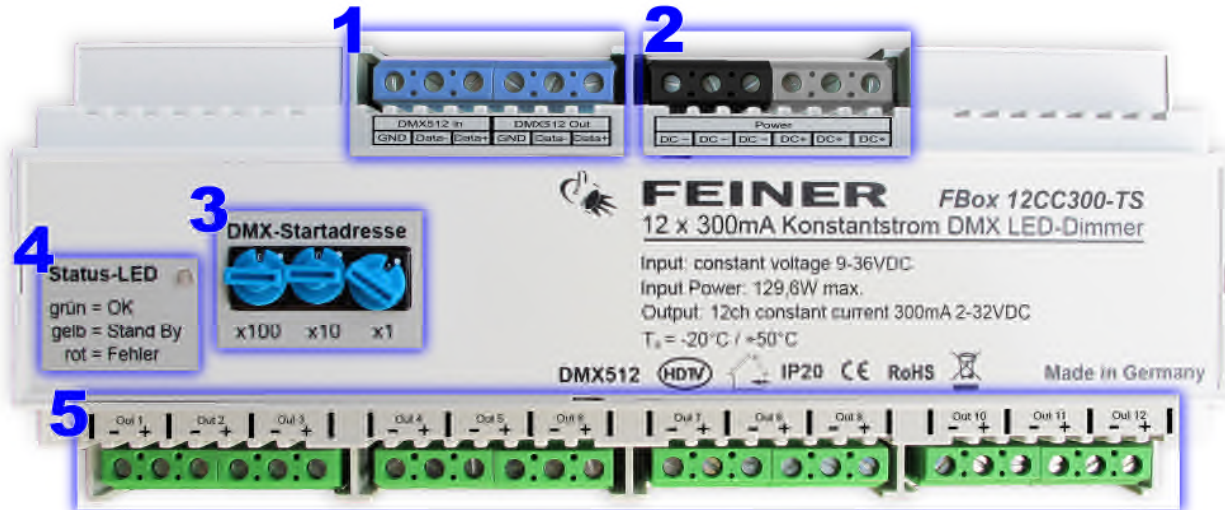 1
2
DMX512 In
DMX512 Out
GND Data- Data+ GND Data- Data+
Power
DC - DC - DC - DC+ DC+ DC+
3
DMX-Startadresse
x100 x10 x1
4
Status-LED
grün = OK
gelb = Stand By
rot = Fehler
FEINER FBox 12CC300-TS
12 x 300mA Konstantstrom DMX LED-Dimmer
Input: constant voltage 9-36VDC
Input Power: 129,6W max.
Output: 12ch constant current 300mA 2-32VDC
Tₐ = -20°C / +50°C
DMX512 HDTV IP20 CE RoHS Made in Germany
5
Out 1 Out 2 Out 3 Out 4 Out 5 Out 6 Out 7 Out 8 Out 9 Out 10 Out 11 Out 12
- + - + - + - + - + - + - + - + - + - + - + - +